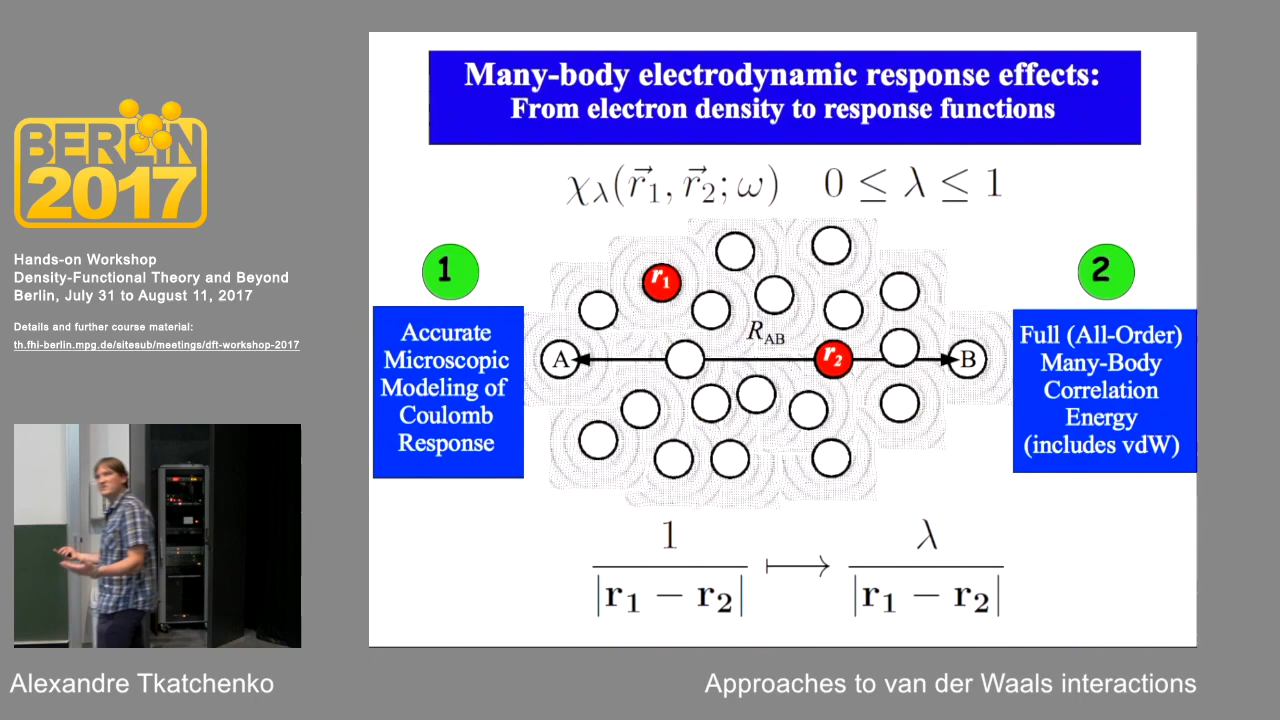 BERLIN
2017
Hands-on Workshop
Density-Functional Theory and Beyond
Berlin, July 31 to August 11, 2017
Details and further course material:
th.fhi-berlin.mpg.de/sitesub/meetings/dft-workshop-2017
Many-body electrodynamic response effects:
From electron density to response functions
χ_λ(r⃗₁, r⃗₂; ω) 0 ≤ λ ≤ 1
1
Accurate
Microscopic
Modeling of
Coulomb
Response
r₁
R_AB
A
r₂
B
2
Full (All-Order)
Many-Body
Correlation
Energy
(includes vdW)
1 λ
|r₁ − r₂| ⟼ |r₁ − r₂|
Alexandre Tkatchenko
Approaches to van der Waals interactions